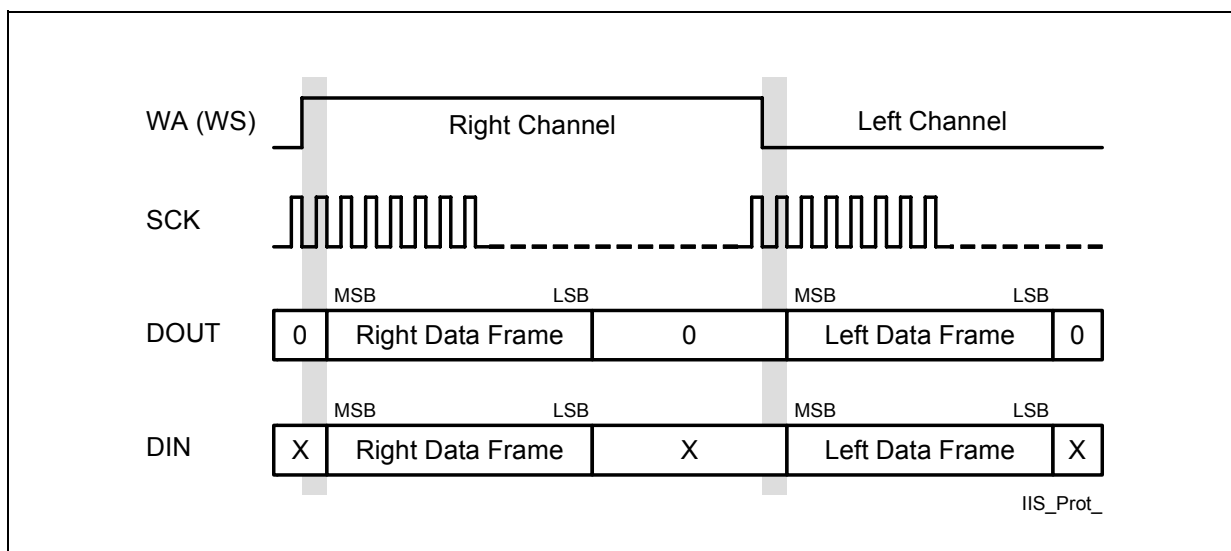 WA (WS)
Right Channel
Left Channel
SCK
MSB LSB MSB LSB
DOUT 0 Right Data Frame 0 Left Data Frame 0
MSB LSB MSB LSB
DIN X Right Data Frame X Left Data Frame X
IIS_Prot_